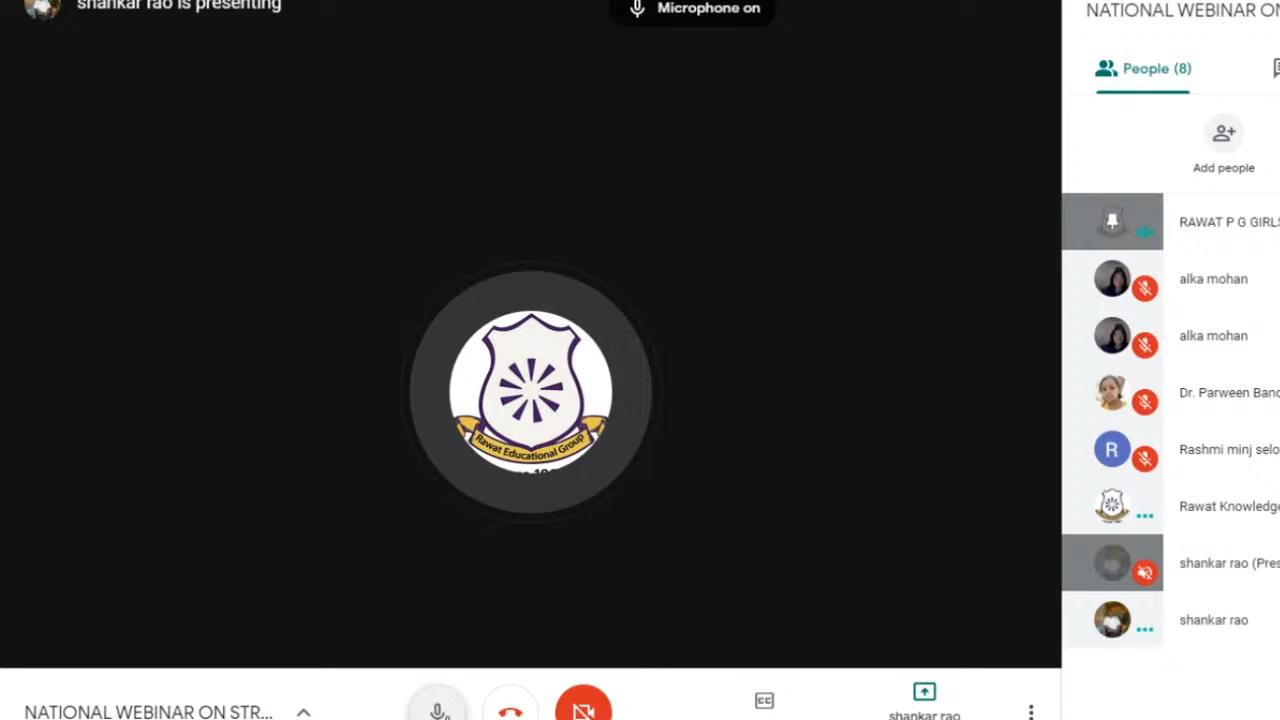 shankar rao is presenting
Microphone on
NATIONAL WEBINAR ON
People (8)
Add people
RAWAT P G GIRLS
alka mohan
alka mohan
Dr. Parween Band
R
Rashmi minj selo
Rawat Knowledge
shankar rao (Pres
shankar rao
Rawat Educational Group
NATIONAL WEBINAR ON STR...
CC
shankar rao